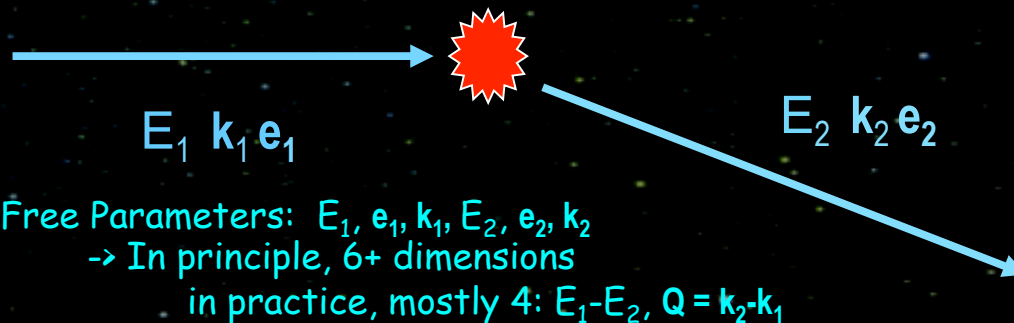 E₁ k₁ e₁
E₂ k₂ e₂
Free Parameters: E₁, e₁, k₁, E₂, e₂, k₂
-> In principle, 6+ dimensions
in practice, mostly 4: E₁-E₂, Q = k₂-k₁